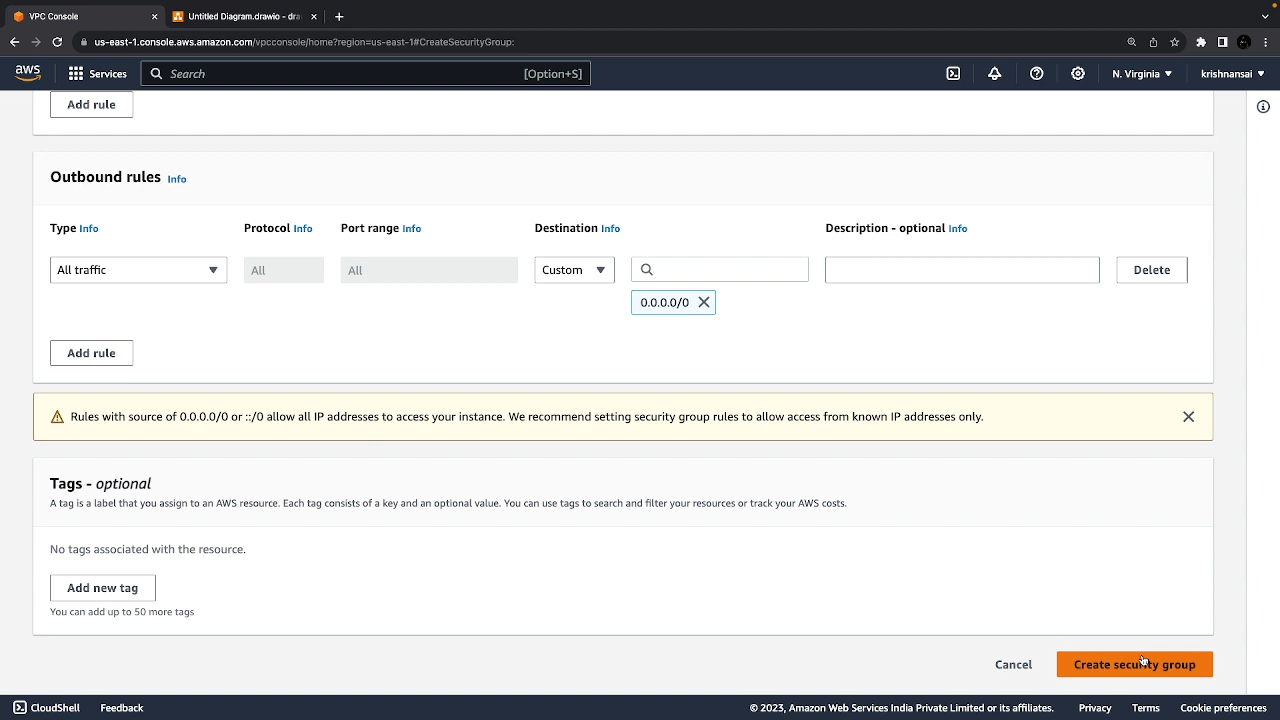 VPC Console
Untitled Diagram.drawio - dra
us-east-1.console.aws.amazon.com/vpcconsole/home?region=us-east-1#CreateSecurityGroup:
aws Services Search [Option+S] N. Virginia krishnansai
Add rule
Outbound rules Info
Type Info Protocol Info Port range Info Destination Info Description - optional Info
All traffic All All Custom Delete
0.0.0.0/0
Add rule
Rules with source of 0.0.0.0/0 or ::/0 allow all IP addresses to access your instance. We recommend setting security group rules to allow access from known IP addresses only.
Tags - optional
A tag is a label that you assign to an AWS resource. Each tag consists of a key and an optional value. You can use tags to search and filter your resources or track your AWS costs.
No tags associated with the resource.
Add new tag
You can add up to 50 more tags
Cancel Create security group
CloudShell Feedback © 2023, Amazon Web Services India Private Limited or its affiliates. Privacy Terms Cookie preferences